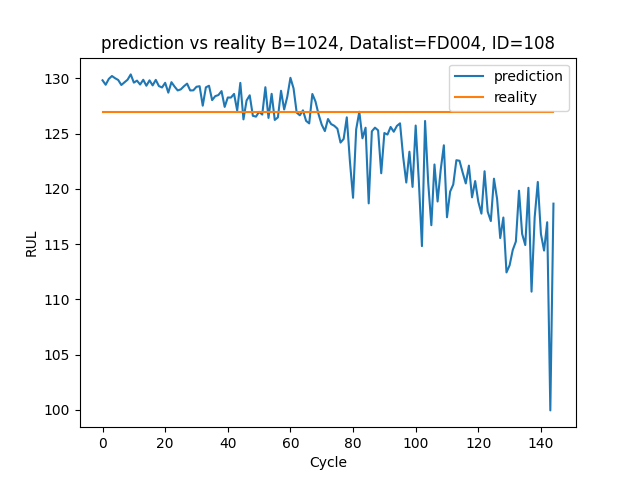 prediction vs reality B=1024, Datalist=FD004, ID=108
prediction
reality
RUL
130
125
120
115
110
105
100
0 20 40 60 80 100 120 140
Cycle